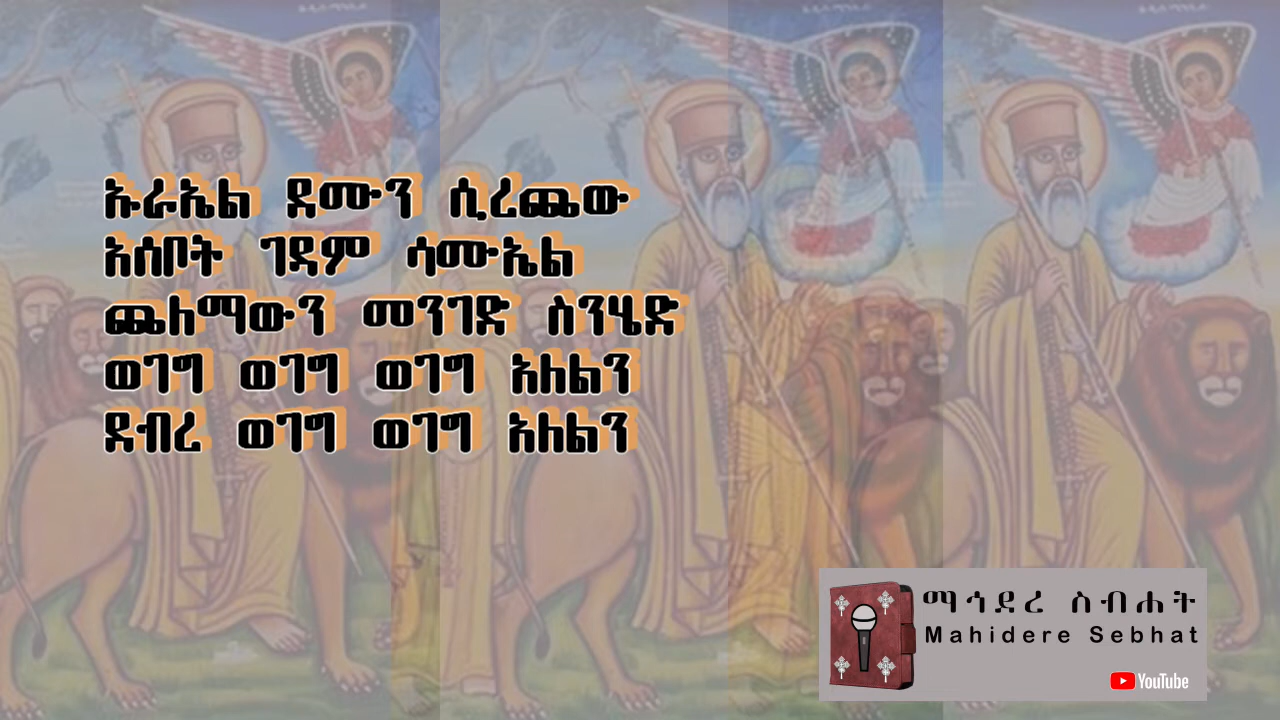 ኡራኤል ደሙን ሲረጨው
አሰቦት ገዳም ሳሙኤል
ጨለማውን መንገድ ስንሄድ
ወገግ ወገግ ወገግ አለልን
ደብረ ወገግ ወገግ አለልን
ማኅደረ ስብሐት
Mahidere Sebhat
YouTube